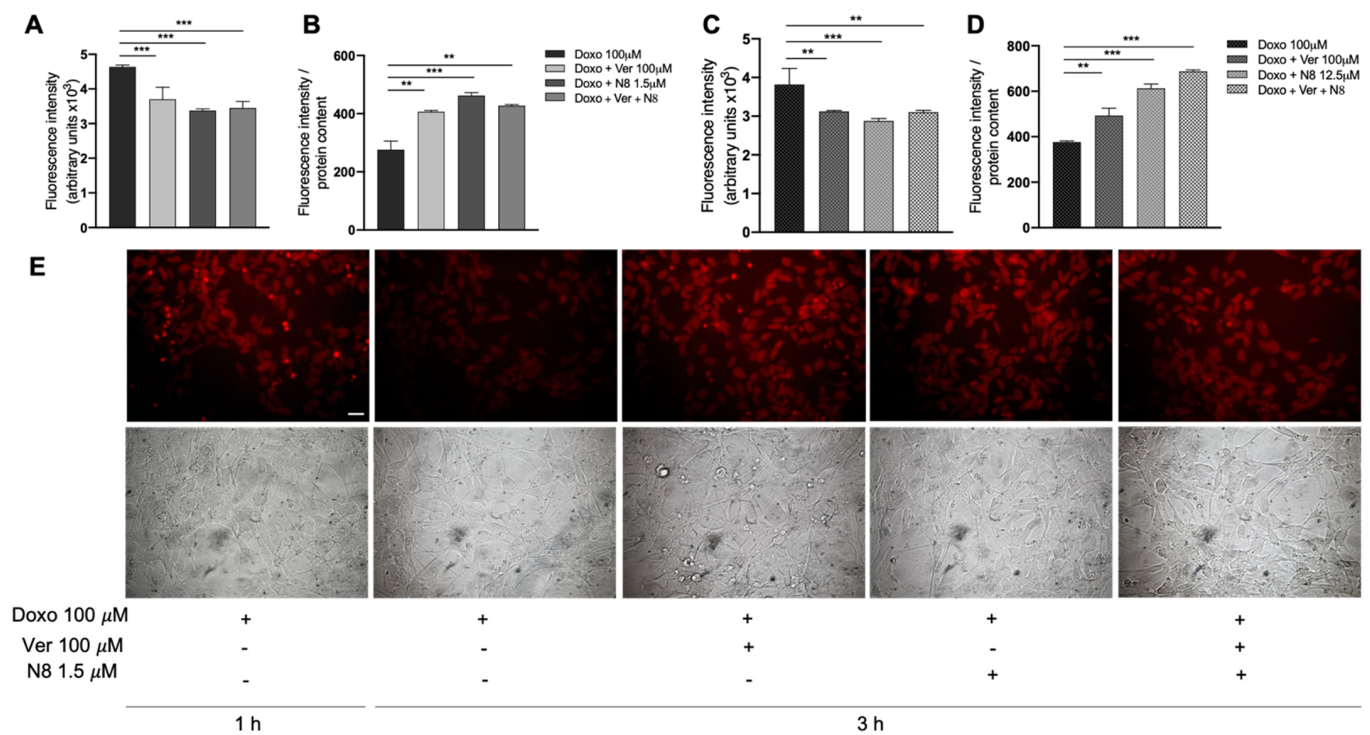 A
***
***
***
Fluorescence intensity
(arbitrary units x10³)
5
4
3
2
1
0
B
**
***
**
Fluorescence intensity /
protein content
600
400
200
0
Doxo 100μM
Doxo + Ver 100μM
Doxo + N8 1.5μM
Doxo + Ver + N8
C
**
***
**
Fluorescence intensity
(arbitrary units x10³)
5
4
3
2
1
0
D
***
***
**
Fluorescence intensity /
protein content
800
600
400
200
0
Doxo 100μM
Doxo + Ver 100μM
Doxo + N8 12.5μM
Doxo + Ver + N8
E
Doxo 100 μM + + + + +
Ver 100 μM - - + - +
N8 1.5 μM - - - + +
1 h 3 h